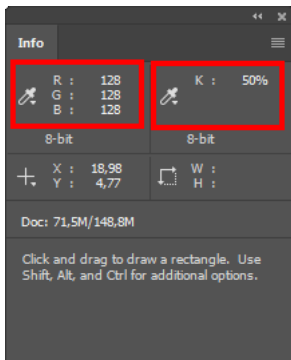 Info
R : 128
G : 128
B : 128
8-bit
K : 50%
8-bit
X : 18,98
Y : 4,77
W :
H :
Doc: 71,5M/148,8M
Click and drag to draw a rectangle. Use
Shift, Alt, and Ctrl for additional options.